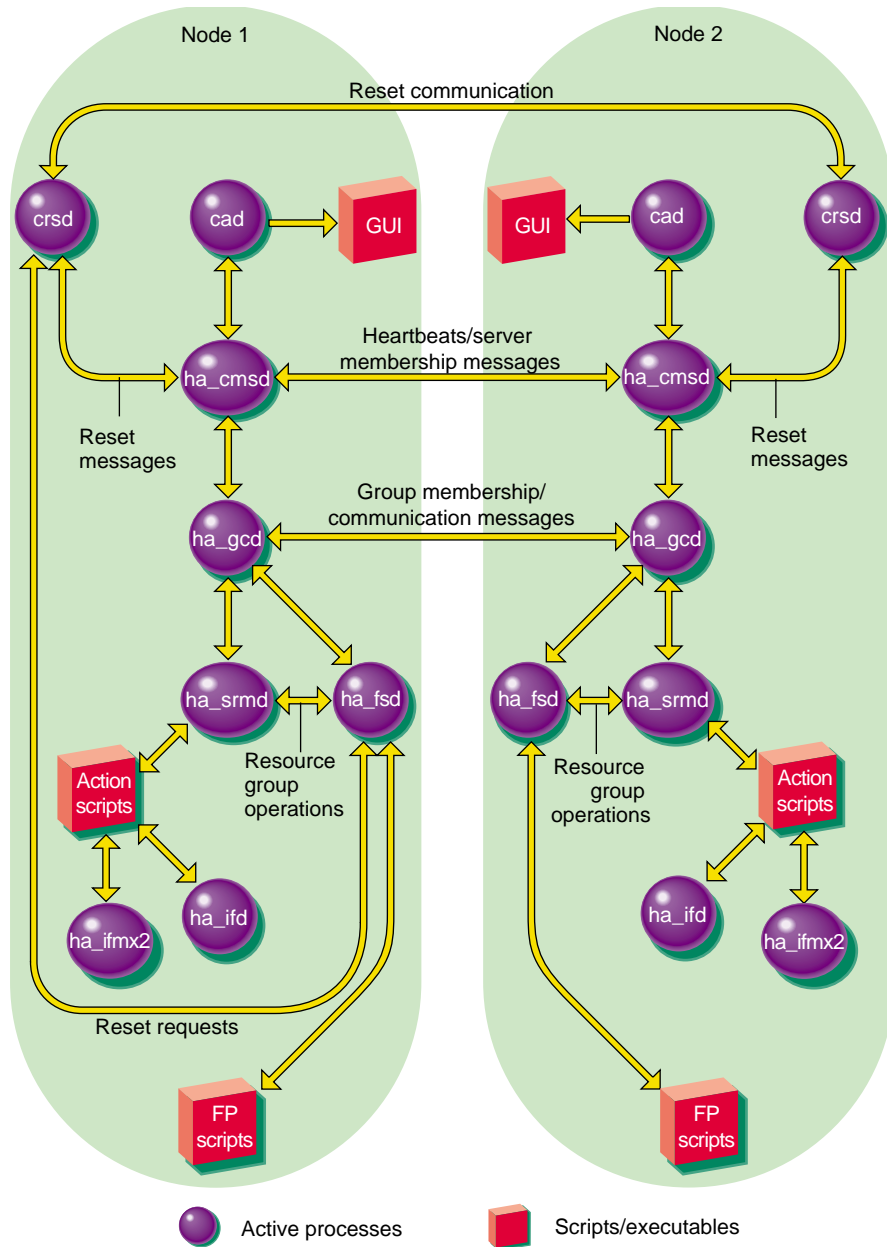 Node 1
Node 2
Reset communication
crsd
cad
GUI
GUI
cad
crsd
Heartbeats/server
membership messages
ha_cmsd
ha_cmsd
Reset
messages
Reset
messages
Group membership/
communication messages
ha_gcd
ha_gcd
ha_srmd
ha_fsd
ha_fsd
ha_srmd
Resource
group
operations
Resource
group
operations
Action
scripts
Action
scripts
ha_ifmx2
ha_ifd
ha_ifd
ha_ifmx2
Reset requests
FP
scripts
FP
scripts
Active processes
Scripts/executables